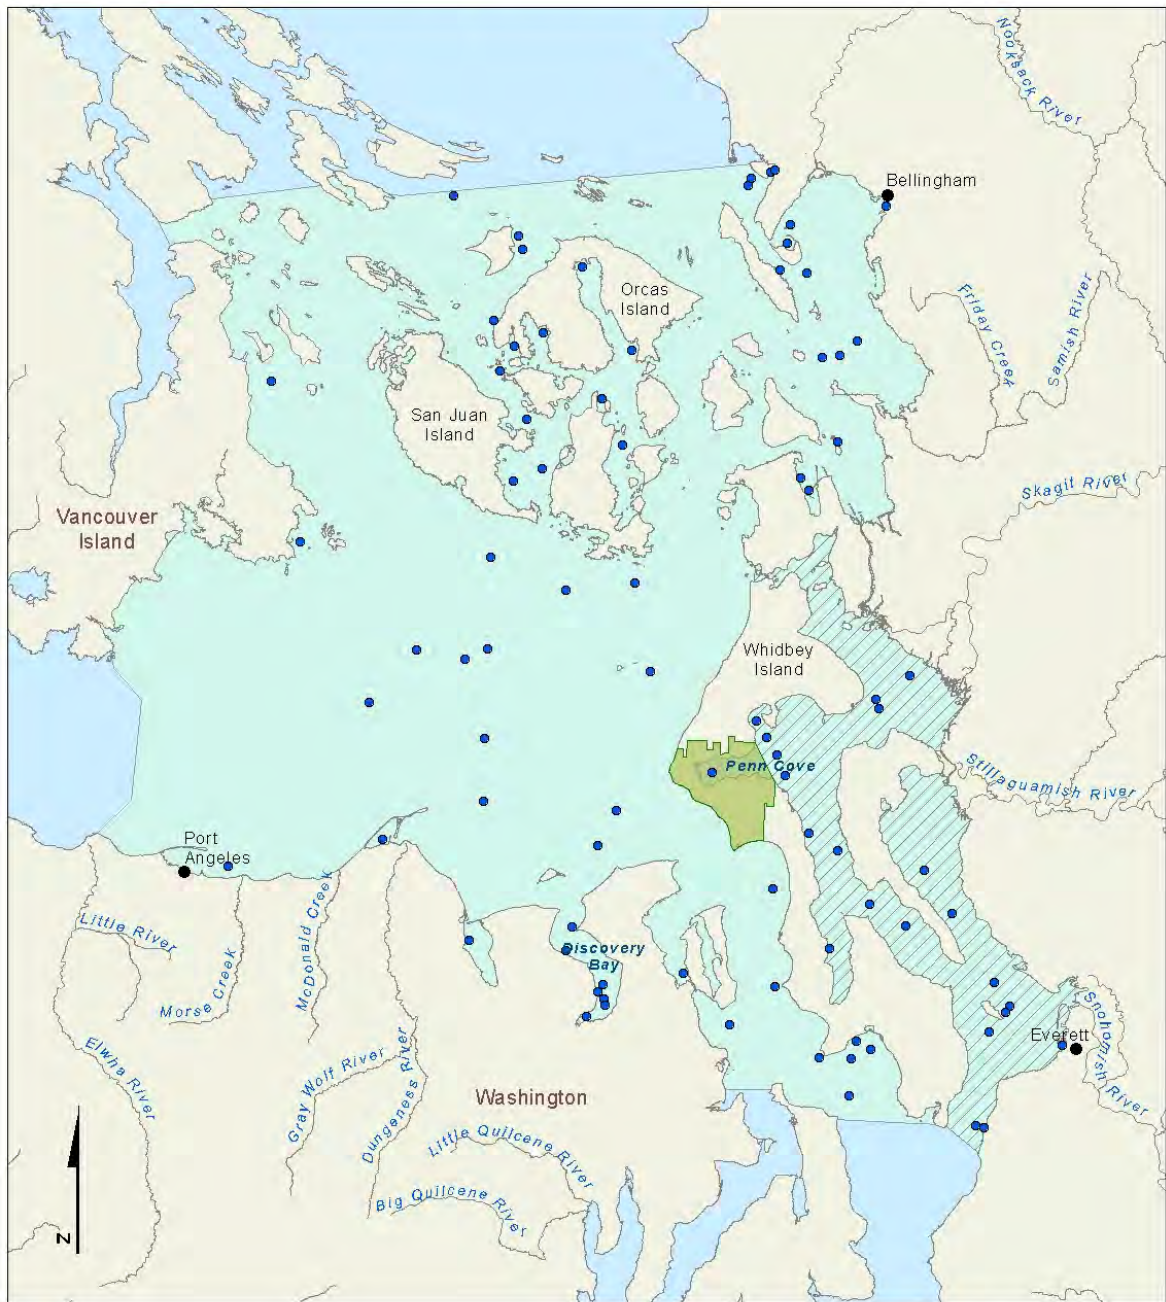 Nooksack River
Bellingham
Orcas
Island
Friday Creek
Samish River
San Juan
Island
Skagit River
Vancouver
Island
Whidbey
Island
Penn Cove
Stillaguamish River
Port
Angeles
Little River
Morse Creek
McDonald Creek
Discovery
Bay
Elwha River
Gray Wolf River
Dungeness River
Everett
Snohomish River
Washington
Little Quilcene River
Big Quilcene River
N